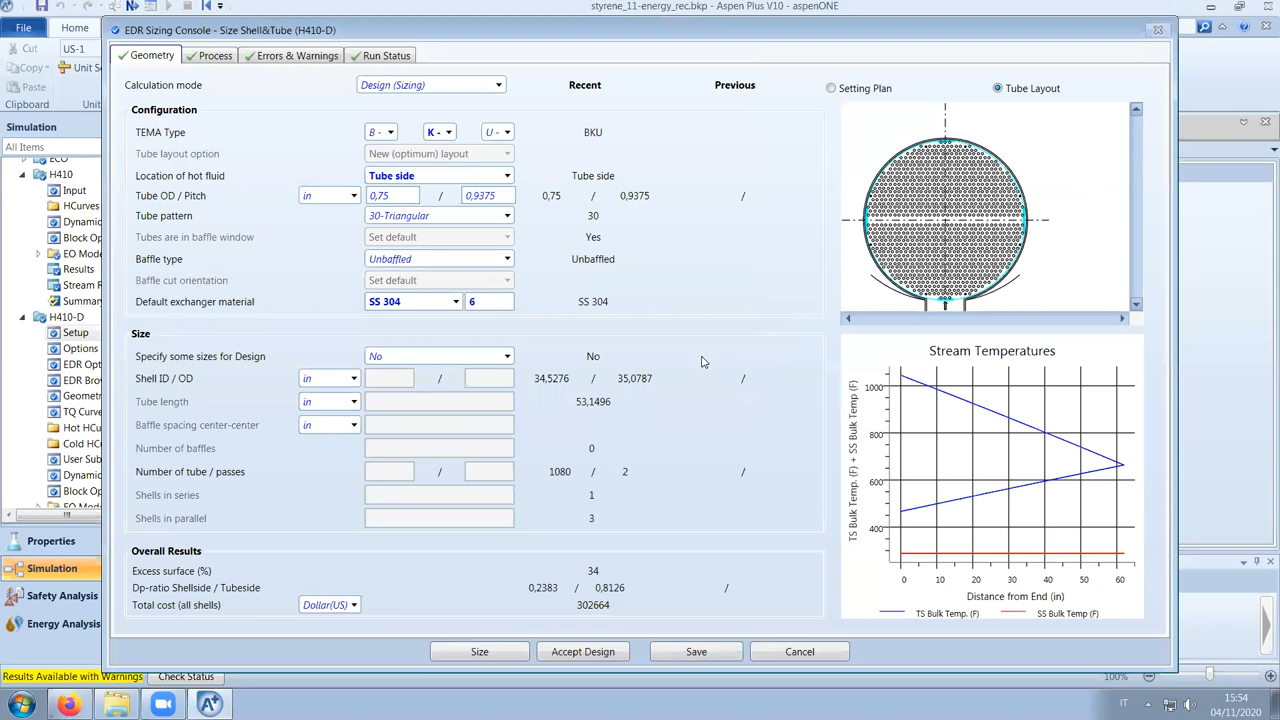 styrene_11-energy_rec.bkp - Aspen Plus V10 - aspenONE
File
Home
Cut
US-1
Copy
Unit S
Paste
Clipboard
Unit
EDR Sizing Console - Size Shell&Tube (H410-D)
Geometry
Process
Errors & Warnings
Run Status
Calculation mode
Design (Sizing)
Recent
Previous
Setting Plan
Tube Layout
Configuration
TEMA Type
B -
K -
U -
BKU
Tube layout option
New (optimum) layout
Location of hot fluid
Tube side
Tube side
Tube OD / Pitch
in
0,75 / 0,9375
0,75 / 0,9375
/
Tube pattern
30-Triangular
30
Tubes are in baffle window
Set default
Yes
Baffle type
Unbaffled
Unbaffled
Baffle cut orientation
Set default
Default exchanger material
SS 304
6
SS 304
Size
Specify some sizes for Design
No
No
Shell ID / OD
in
/
34,5276 / 35,0787
/
Tube length
in
53,1496
Baffle spacing center-center
in
Number of baffles
0
Number of tube / passes
/
1080 / 2
/
Shells in series
1
Shells in parallel
3
Overall Results
Excess surface (%)
34
Dp-ratio Shellside / Tubeside
0,2383 / 0,8126
/
Total cost (all shells)
Dollar(US)
302664
Stream Temperatures
TS Bulk Temp. (F) + SS Bulk Temp (F)
1000
800
600
400
0 10 20 30 40 50 60
Distance from End (in)
TS Bulk Temp. (F)
SS Bulk Temp (F)
Size
Accept Design
Save
Cancel
Simulation
All Items
ECO
H410
Input
HCurves
Dynamic
Block Op
EO Mode
Results
Stream R
Summar
H410-D
Setup
Options
EDR Opt
EDR Brow
Geomet
TQ Curve
Hot HCu
Cold HCu
User Sub
Dynamic
Block Op
EO Mode
Properties
Simulation
Safety Analysis
Energy Analysis
Results Available with Warnings
Check Status
100%
IT
15:54
04/11/2020